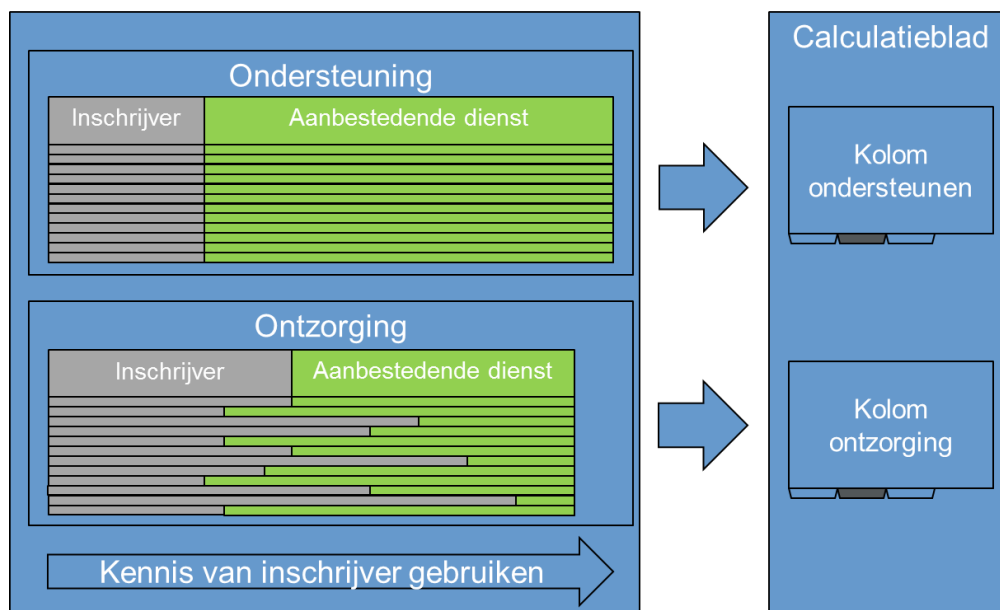 Ondersteuning
Inschrijver
Aanbestedende dienst
Ontzorging
Inschrijver
Aanbestedende dienst
Kennis van inschrijver gebruiken
Calculatieblad
Kolom
ondersteunen
Kolom
ontzorging